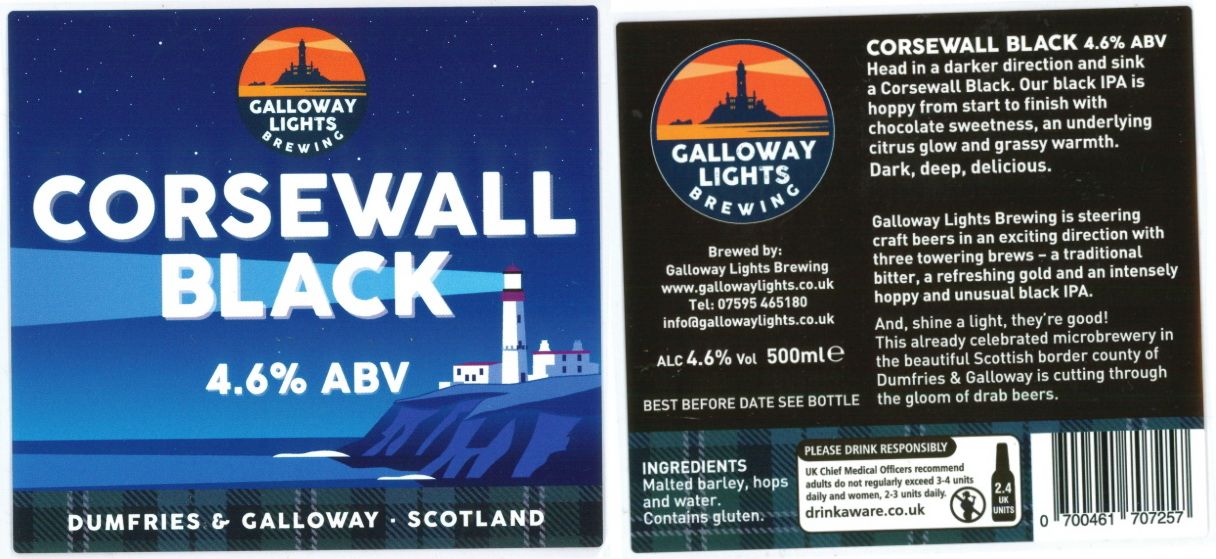 GALLOWAY
LIGHTS
BREWING
CORSEWALL
BLACK
4.6% ABV
DUMFRIES & GALLOWAY · SCOTLAND
GALLOWAY
LIGHTS
BREWING
Brewed by:
Galloway Lights Brewing
www.gallowaylights.co.uk
Tel: 07595 465180
info@gallowaylights.co.uk
ALC 4.6% Vol 500ml ℮
BEST BEFORE DATE SEE BOTTLE
CORSEWALL BLACK 4.6% ABV
Head in a darker direction and sink
a Corsewall Black. Our black IPA is
hoppy from start to finish with
chocolate sweetness, an underlying
citrus glow and grassy warmth.
Dark, deep, delicious.
Galloway Lights Brewing is steering
craft beers in an exciting direction with
three towering brews – a traditional
bitter, a refreshing gold and an intensely
hoppy and unusual black IPA.
And, shine a light, they're good!
This already celebrated microbrewery in
the beautiful Scottish border county of
Dumfries & Galloway is cutting through
the gloom of drab beers.
INGREDIENTS
Malted barley, hops
and water.
Contains gluten.
PLEASE DRINK RESPONSIBLY
UK Chief Medical Officers recommend
adults do not regularly exceed 3-4 units
daily and women, 2-3 units daily.
drinkaware.co.uk
2.4
UK
UNITS
0 700461 707257